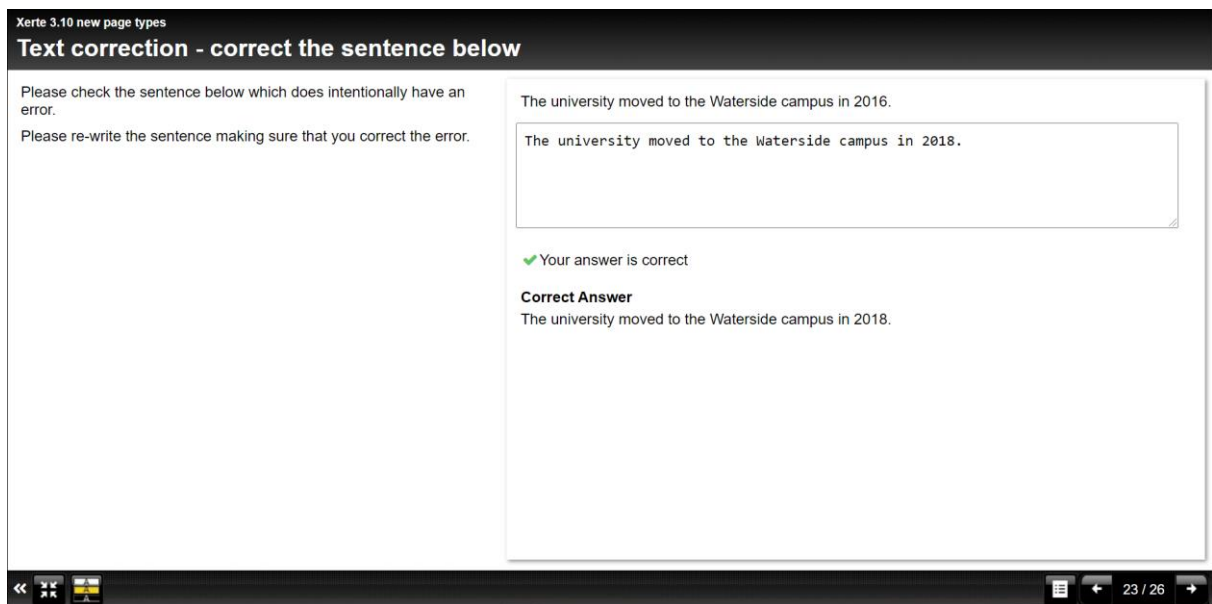 Xerte 3.10 new page types
Text correction - correct the sentence below
Please check the sentence below which does intentionally have an
error.
Please re-write the sentence making sure that you correct the error.
The university moved to the Waterside campus in 2016.
The university moved to the Waterside campus in 2018.
Your answer is correct
Correct Answer
The university moved to the Waterside campus in 2018.
23 / 26